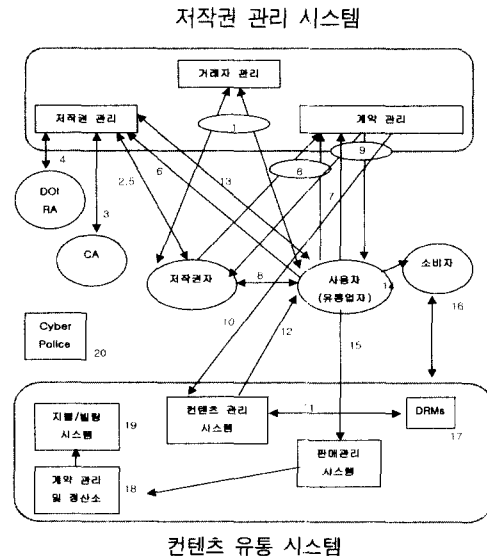 저작권 관리 시스템
거래자 관리
저작권 관리
계약 관리
1
9
6
4
2,5
6
13
7
DOI
RA
3
CA
저작권자
8
사용자
(유통업자)
14
소비자
10
12
15
16
Cyber
Police
20
컨텐츠 관리
시스템
11
DRMs
17
지불/빌링
시스템
19
판매관리
시스템
계약 관리
및 정산소
18
컨텐츠 유통 시스템